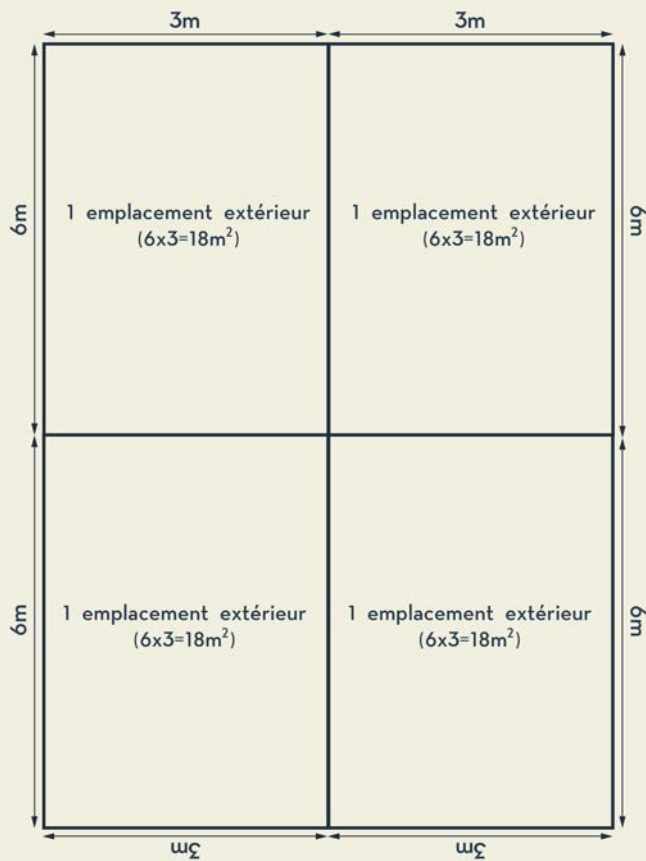 3m 3m
6m
1 emplacement extérieur
(6x3=18m²)
1 emplacement extérieur
(6x3=18m²)
6m
6m
1 emplacement extérieur
(6x3=18m²)
1 emplacement extérieur
(6x3=18m²)
6m
3m 3m